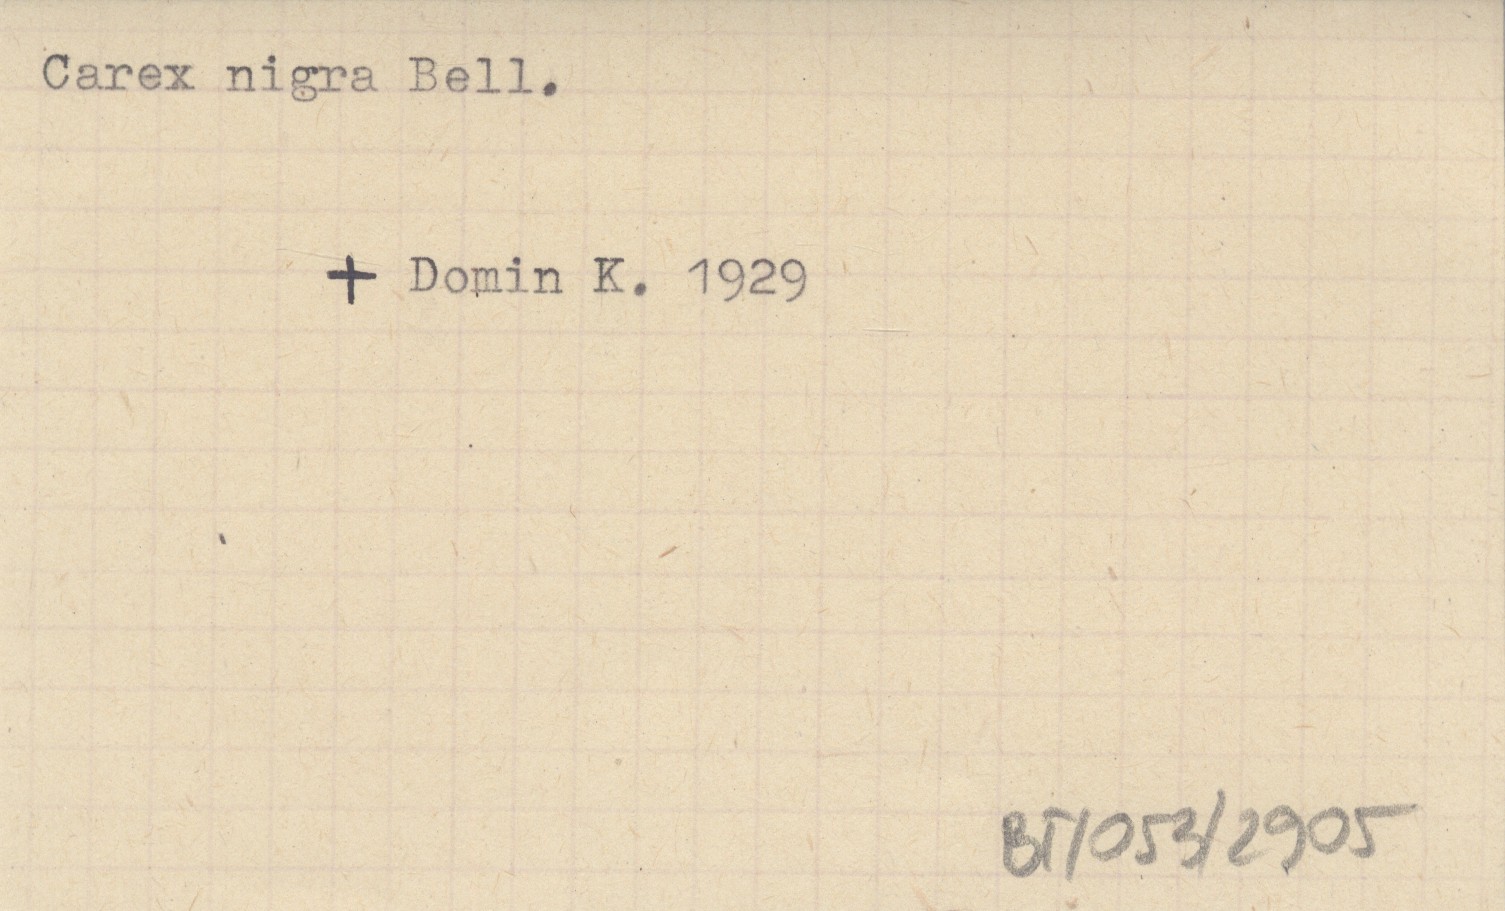 Carex nigra Bell.
+ Domin K. 1929
BT/053/2905